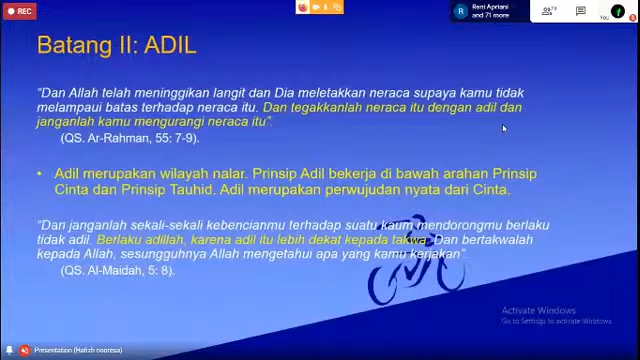 REC
Reni Apriani
and 71 more
YOU
Batang II: ADIL
“Dan Allah telah meninggikan langit dan Dia meletakkan neraca supaya kamu tidak
melampaui batas terhadap neraca itu. Dan tegakkanlah neraca itu dengan adil dan
janganlah kamu mengurangi neraca itu”.
(QS. Ar-Rahman, 55: 7-9).
• Adil merupakan wilayah nalar. Prinsip Adil bekerja di bawah arahan Prinsip
Cinta dan Prinsip Tauhid. Adil merupakan perwujudan nyata dari Cinta.
“Dan janganlah sekali-sekali kebencianmu terhadap suatu kaum mendorongmu berlaku
tidak adil. Berlaku adillah, karena adil itu lebih dekat kepada takwa. Dan bertakwalah
kepada Allah, sesungguhnya Allah mengetahui apa yang kamu kerjakan”
(QS. Al-Maidah, 5: 8).
Activate Windows
Go to Settings to activate Windows
Presentation (Hafizh nooresa)